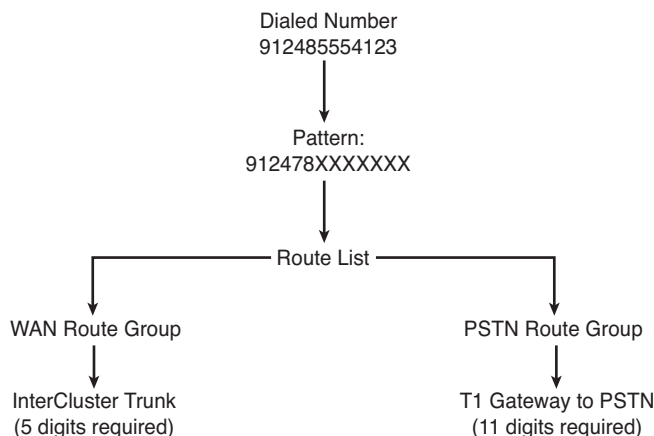 Dialed Number
912485554123
Pattern:
912478XXXXXXX
Route List
WAN Route Group
PSTN Route Group
InterCluster Trunk
(5 digits required)
T1 Gateway to PSTN
(11 digits required)